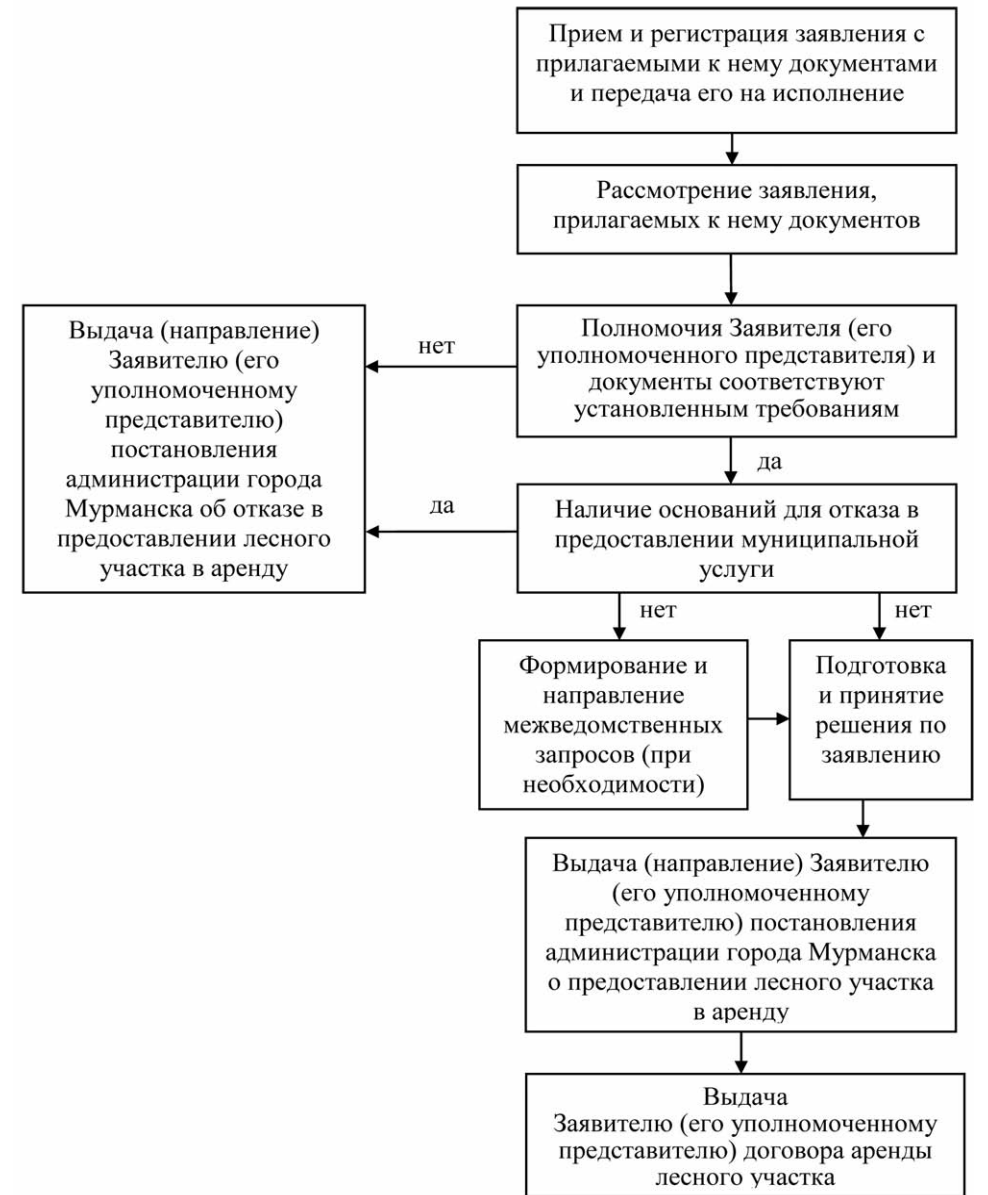 Прием и регистрация заявления с
прилагаемыми к нему документами
и передача его на исполнение
Рассмотрение заявления,
прилагаемых к нему документов
Полномочия Заявителя (его
уполномоченного представителя) и
документы соответствуют
установленным требованиям
нет
Выдача (направление)
Заявителю (его
уполномоченному
представителю)
постановления
администрации города
Мурманска об отказе в
предоставлении лесного
участка в аренду
да
да
Наличие оснований для отказа в
предоставлении муниципальной
услуги
нет
нет
Формирование и
направление
межведомственных
запросов (при
необходимости)
Подготовка
и принятие
решения по
заявлению
Выдача (направление) Заявителю
(его уполномоченному
представителю) постановления
администрации города Мурманска
о предоставлении лесного участка
в аренду
Выдача
Заявителю (его уполномоченному
представителю) договора аренды
лесного участка